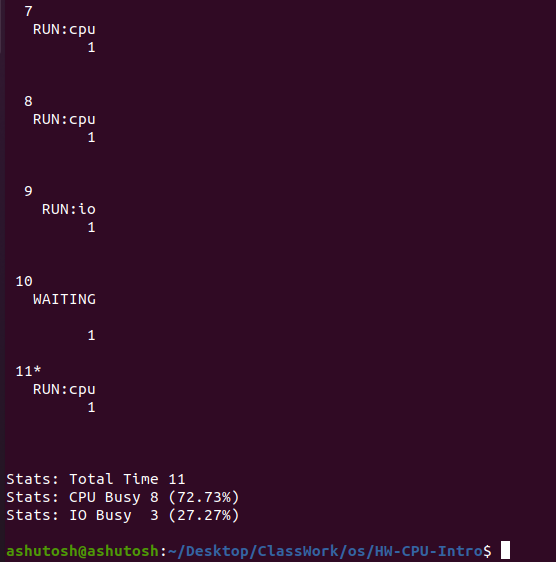 7
RUN:cpu
1
8
RUN:cpu
1
9
RUN:io
1
10
WAITING
1
11*
RUN:cpu
1
Stats: Total Time 11
Stats: CPU Busy 8 (72.73%)
Stats: IO Busy  3 (27.27%)
ashutosh@ashutosh:~/Desktop/ClassWork/os/HW-CPU-Intro$